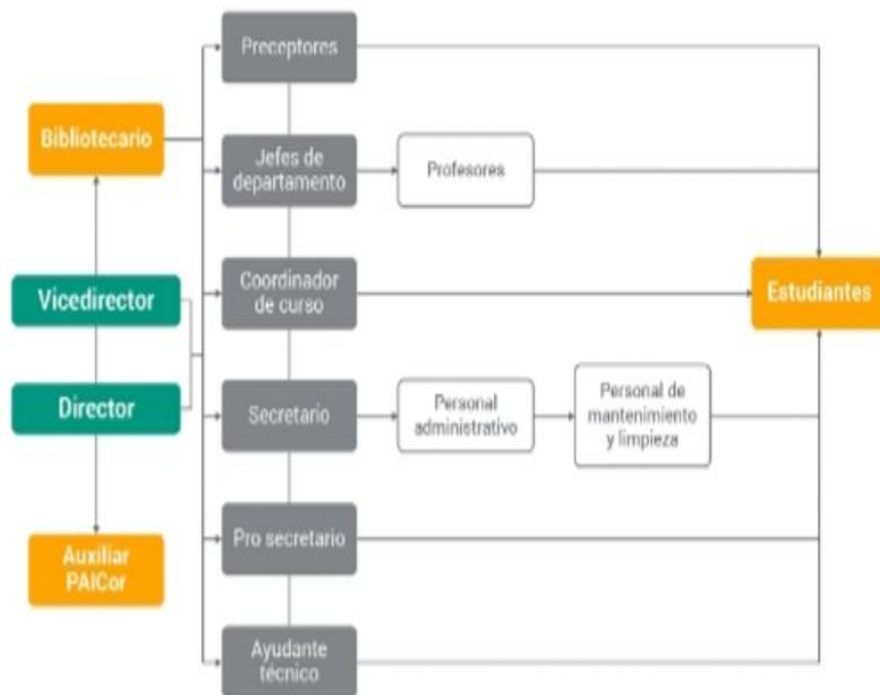 Preceptores
Bibliotecario
Jefes de
departamento
Profesores
Vicedirector
Coordinador
de curso
Estudiantes
Director
Secretario
Personal
administrativo
Personal de
mantenimiento
y limpieza
Auxiliar
PAICor
Pro secretario
Ayudante
técnico